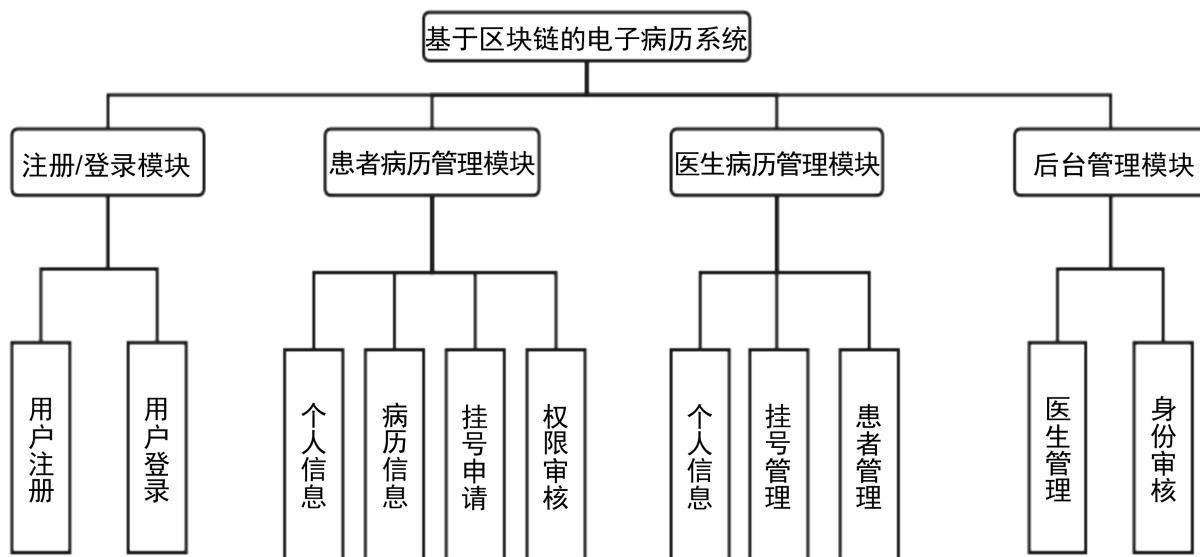 基于区块链的电子病历系统
注册/登录模块
患者病历管理模块
医生病历管理模块
后台管理模块
用户注册
用户登录
个人信息
病历信息
挂号申请
权限审核
个人信息
挂号管理
患者管理
医生管理
身份审核